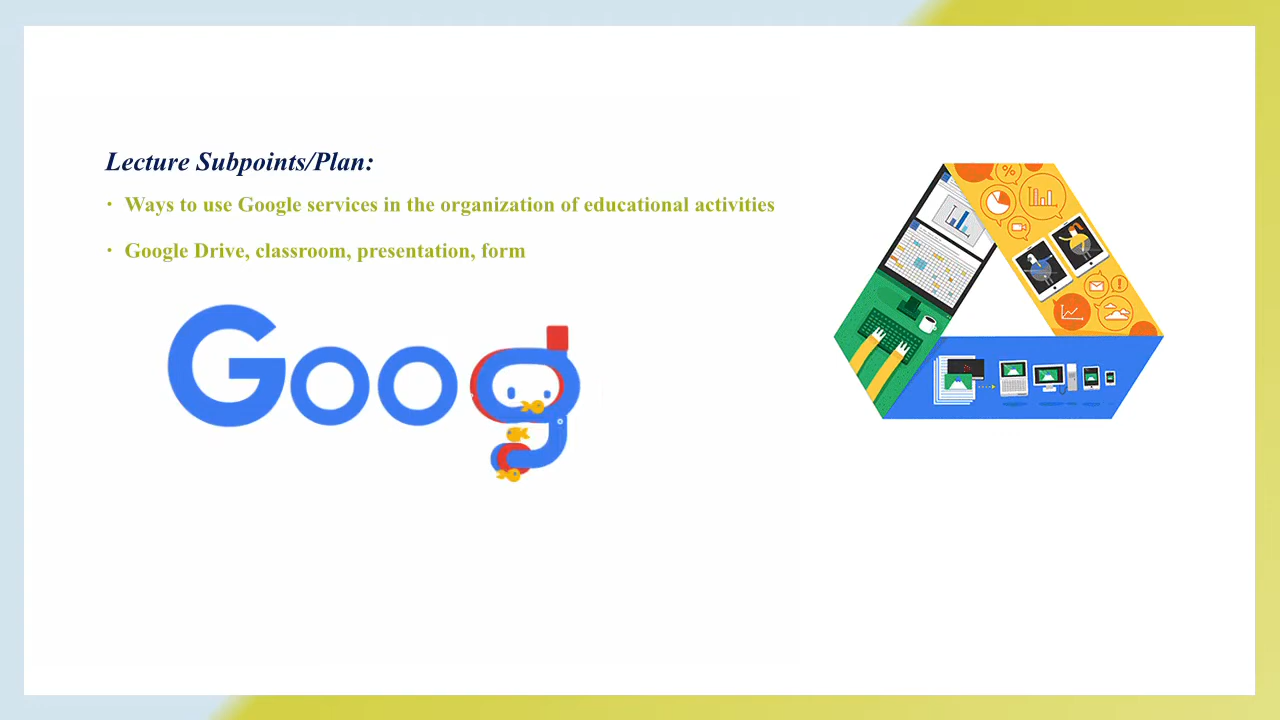 Lecture Subpoints/Plan:
· Ways to use Google services in the organization of educational activities
· Google Drive, classroom, presentation, form
Goog